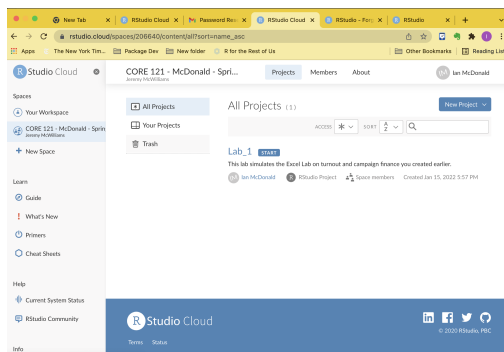 New Tab
RStudio Cloud
Password Res
RStudio Cloud
RStudio - Forg
RStudio
rstudio.cloud/spaces/206640/content/all?sort=name_asc
Apps
The New York Tim...
Package Dev
New folder
R for the Rest of Us
Other Bookmarks
Reading List
R Studio Cloud
CORE 121 - McDonald - Spri...
Jeremy McWilliams
Projects
Members
About
IM
Ian McDonald
Spaces
Your Workspace
CORE 121 - McDonald - Sprin
Jeremy McWilliams
New Space
Learn
Guide
What's New
Primers
Cheat Sheets
Help
Current System Status
RStudio Community
Info
All Projects
Your Projects
Trash
All Projects (1)
New Project
ACCESS
SORT
A
Z
Lab_1 START
This lab simulates the Excel Lab on turnout and campaign finance you created earlier.
IM Ian McDonald R RStudio Project Space members Created Jan 15, 2022 5:57 PM
R Studio Cloud
Terms Status
in
© 2020 RStudio, PBC